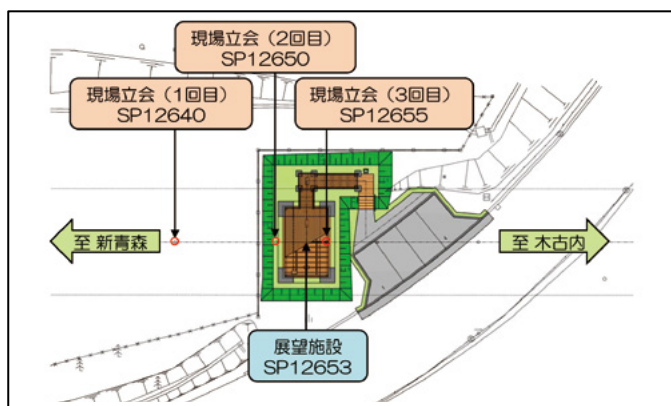 現場立会（2回目）
SP12650
現場立会（1回目）
SP12640
現場立会（3回目）
SP12655
至 新青森
至 木古内
展望施設
SP12653